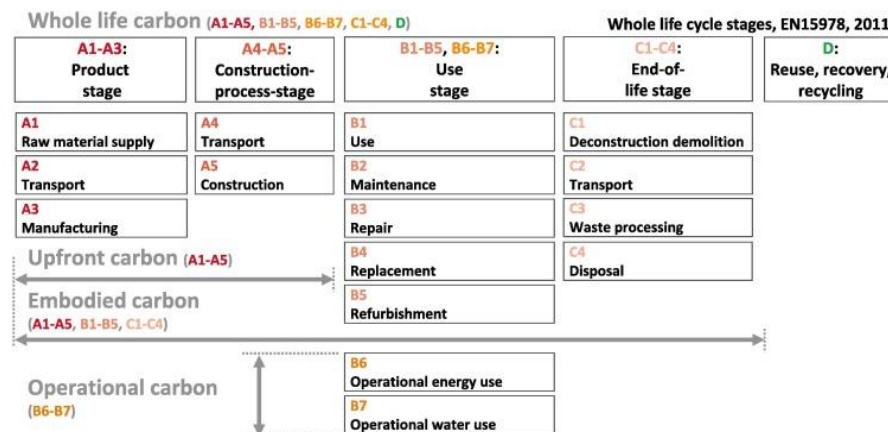 Whole life carbon (A1-A5, B1-B5, B6-B7, C1-C4, D)
Whole life cycle stages, EN15978, 2011
A1-A3:
Product
stage
A4-A5:
Construction-
process-stage
B1-B5, B6-B7:
Use
stage
C1-C4:
End-of-
life stage
D:
Reuse, recovery,
recycling
A1
Raw material supply
A2
Transport
A3
Manufacturing
A4
Transport
A5
Construction
B1
Use
B2
Maintenance
B3
Repair
B4
Replacement
B5
Refurbishment
C1
Deconstruction demolition
C2
Transport
C3
Waste processing
C4
Disposal
Upfront carbon (A1-A5)
Embodied carbon
(A1-A5, B1-B5, C1-C4)
Operational carbon
(B6-B7)
B6
Operational energy use
B7
Operational water use